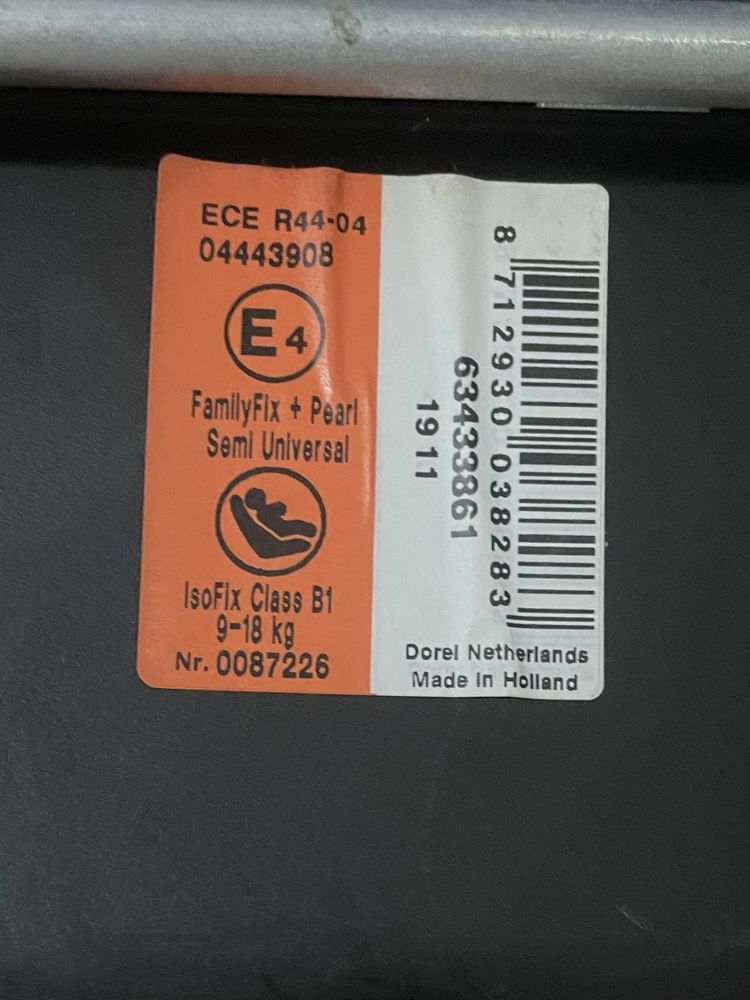 ECE R44-04
04443908
E4
FamilyFix + Pearl
Semi Universal
IsoFix Class B1
9-18 kg
Nr. 0087226
8 712930 038283
63433861
1911
Dorel Netherlands
Made in Holland